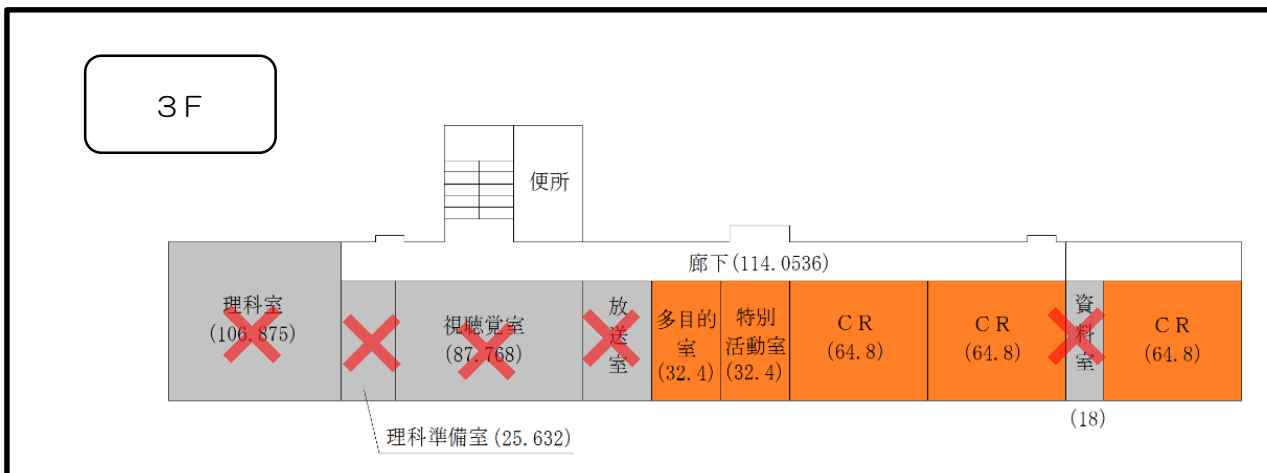 ３Ｆ
便所
廊下(114.0536)
理科室
(106.875)
視聴覚室
(87.768)
放
送
室
多目的
室
(32.4)
特別
活動室
(32.4)
ＣＲ
(64.8)
ＣＲ
(64.8)
資
料
室
(18)
ＣＲ
(64.8)
理科準備室(25.632)